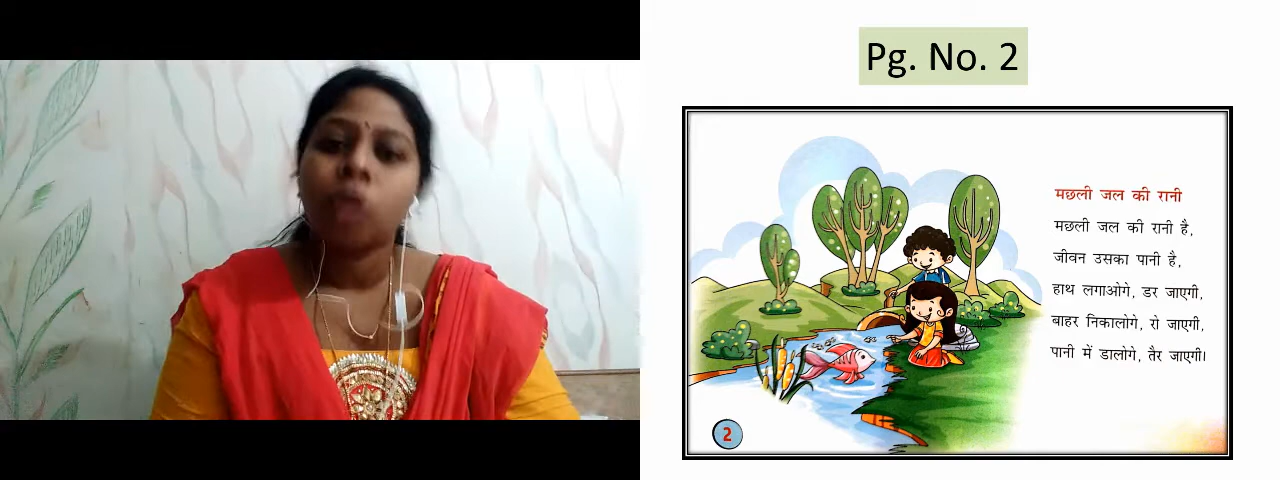 Pg. No. 2
मछली जल की रानी
मछली जल की रानी है,
जीवन उसका पानी है,
हाथ लगाओगे, डर जाएगी,
बाहर निकालोगे, रो जाएगी,
पानी में डालोगे, तैर जाएगी।
2